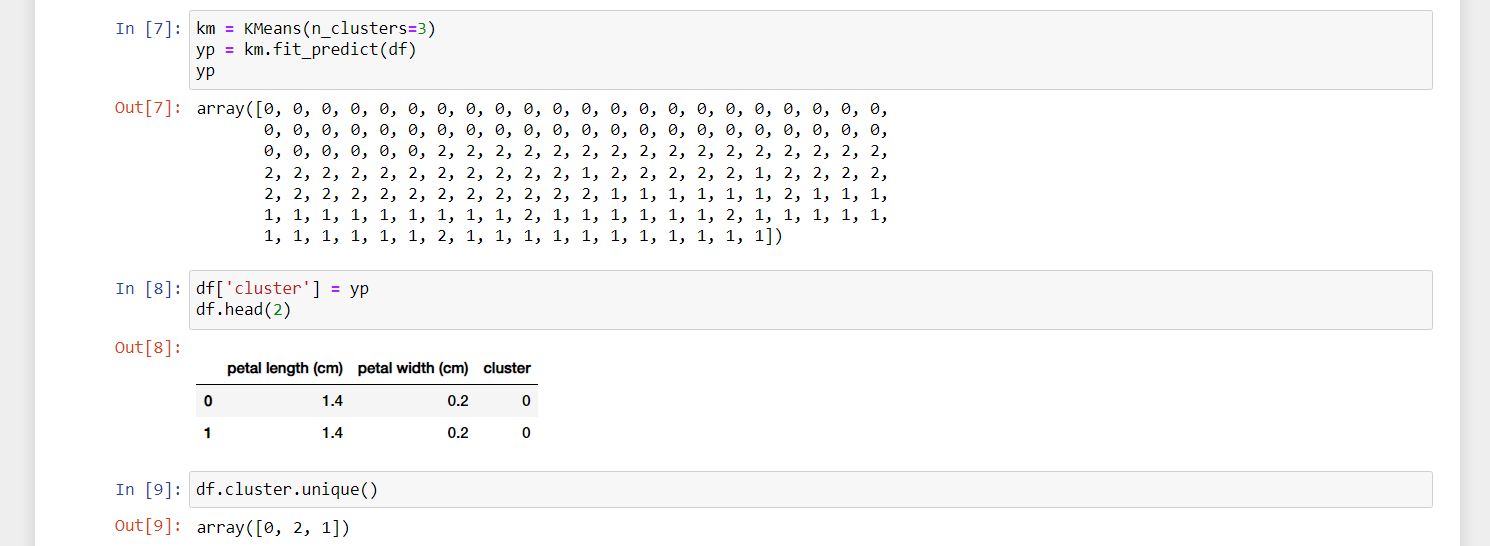 In [7]: km = KMeans(n_clusters=3)
yp = km.fit_predict(df)
yp
Out[7]: array([0, 0, 0, 0, 0, 0, 0, 0, 0, 0, 0, 0, 0, 0, 0, 0, 0, 0, 0, 0, 0, 0,
0, 0, 0, 0, 0, 0, 0, 0, 0, 0, 0, 0, 0, 0, 0, 0, 0, 0, 0, 0, 0, 0,
0, 0, 0, 0, 0, 0, 2, 2, 2, 2, 2, 2, 2, 2, 2, 2, 2, 2, 2, 2, 2, 2,
2, 2, 2, 2, 2, 2, 2, 2, 2, 2, 2, 1, 2, 2, 2, 2, 2, 1, 2, 2, 2, 2,
2, 2, 2, 2, 2, 2, 2, 2, 2, 2, 2, 2, 1, 1, 1, 1, 1, 1, 2, 1, 1, 1,
1, 1, 1, 1, 1, 1, 1, 1, 1, 2, 1, 1, 1, 1, 1, 1, 2, 1, 1, 1, 1, 1,
1, 1, 1, 1, 1, 1, 2, 1, 1, 1, 1, 1, 1, 1, 1, 1, 1, 1])
In [8]: df['cluster'] = yp
df.head(2)
Out[8]:
petal length (cm) petal width (cm) cluster
0 1.4 0.2 0
1 1.4 0.2 0
In [9]: df.cluster.unique()
Out[9]: array([0, 2, 1])